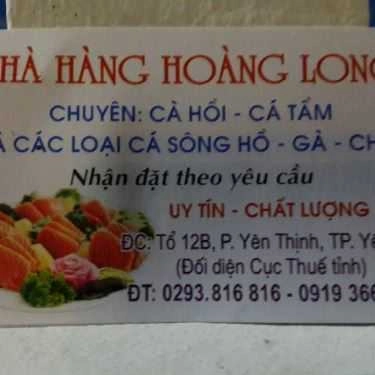 HÀ HÀNG HOÀNG LONG
CHUYÊN: CÀ HỒI - CÁ TẦM
À CÁC LOẠI CÁ SÔNG HỒ - GÀ - CH
Nhận đặt theo yêu cầu
UY TÍN - CHẤT LƯỢNG
ĐC: Tổ 12B, P. Yên Thịnh, TP. Yê
(Đối diện Cục Thuế tỉnh)
ĐT: 0293.816 816 - 0919 366